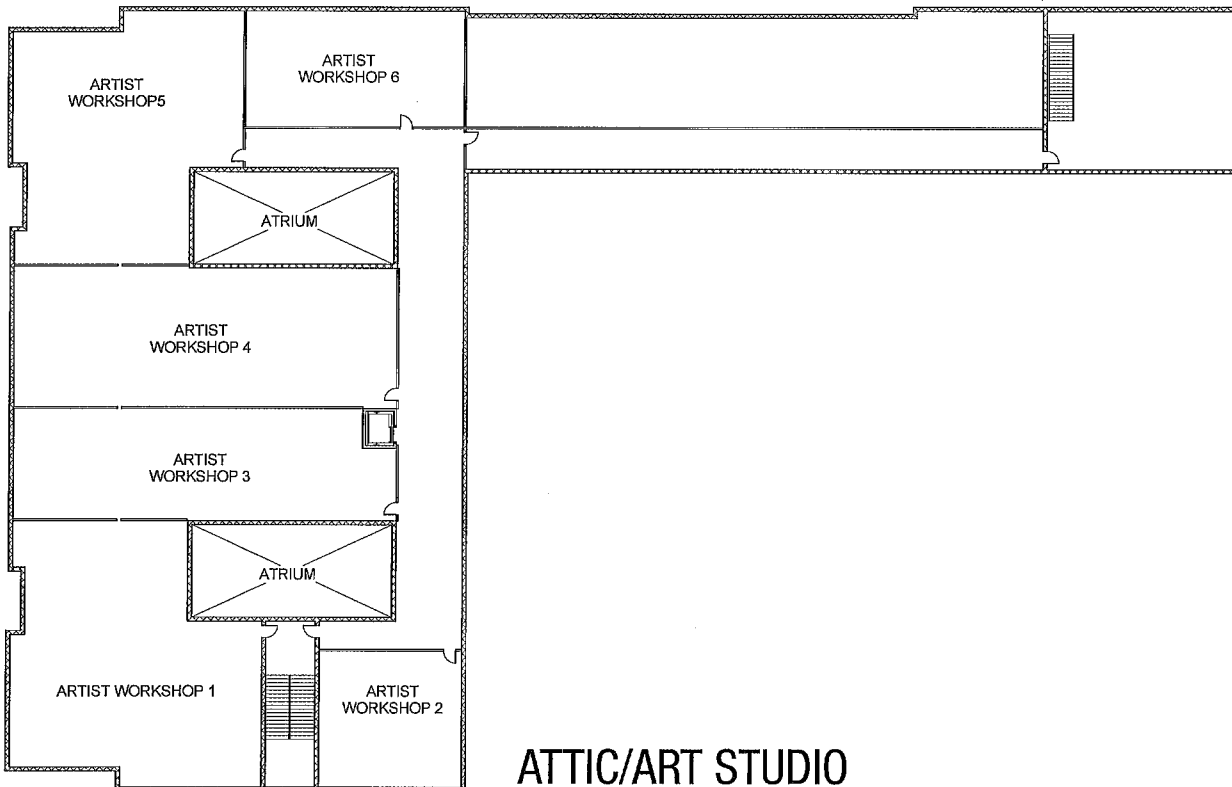 ARTIST
WORKSHOP 6
ARTIST
WORKSHOP5
ATRIUM
ARTIST
WORKSHOP 4
ARTIST
WORKSHOP 3
ATRIUM
ARTIST WORKSHOP 1
ARTIST
WORKSHOP 2
ATTIC/ART STUDIO